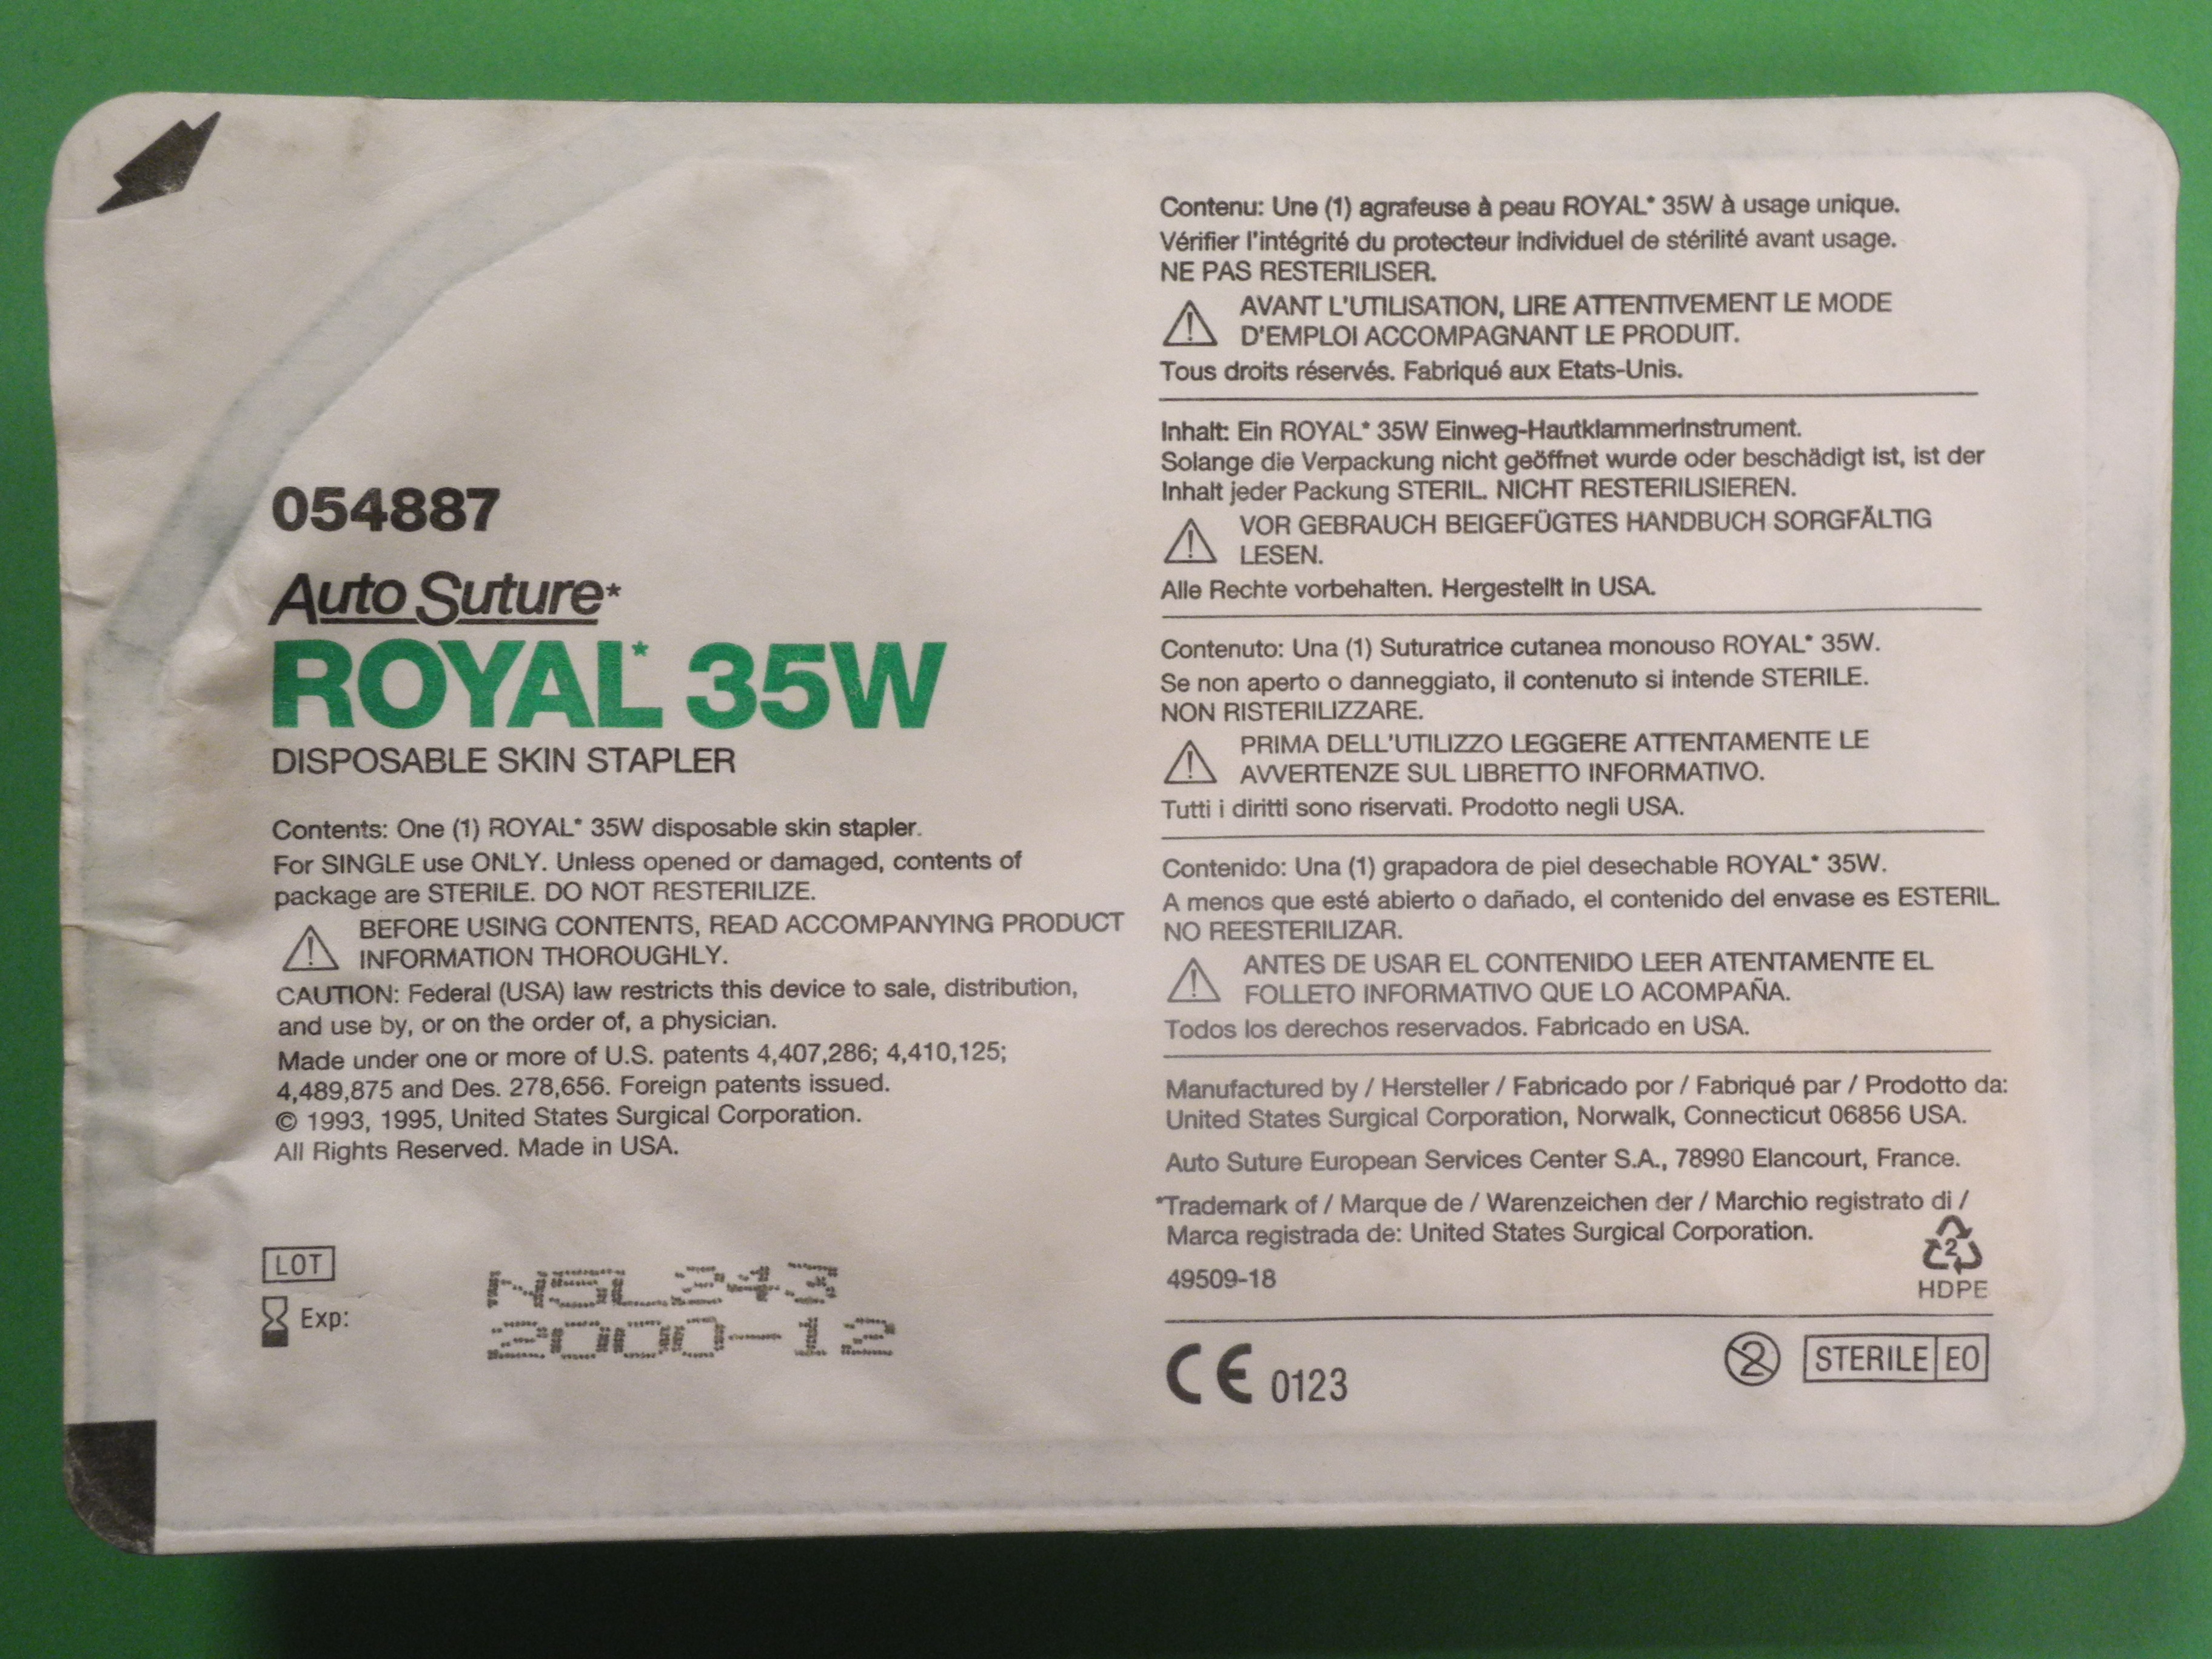 054887
Auto Suture*
ROYAL* 35W
DISPOSABLE SKIN STAPLER
Contents: One (1) ROYAL* 35W disposable skin stapler.
For SINGLE use ONLY. Unless opened or damaged, contents of
package are STERILE. DO NOT RESTERILIZE.
BEFORE USING CONTENTS, READ ACCOMPANYING PRODUCT
INFORMATION THOROUGHLY.
CAUTION: Federal (USA) law restricts this device to sale, distribution,
and use by, or on the order of, a physician.
Made under one or more of U.S. patents 4,407,286; 4,410,125;
4,489,875 and Des. 278,656. Foreign patents issued.
© 1993, 1995, United States Surgical Corporation.
All Rights Reserved. Made in USA.
LOT N5L243
Exp: 2000-12
Contenu: Une (1) agrafeuse à peau ROYAL* 35W à usage unique.
Vérifier l'intégrité du protecteur individuel de stérilité avant usage.
NE PAS RESTERILISER.
AVANT L'UTILISATION, LIRE ATTENTIVEMENT LE MODE
D'EMPLOI ACCOMPAGNANT LE PRODUIT.
Tous droits réservés. Fabriqué aux Etats-Unis.
Inhalt: Ein ROYAL* 35W Einweg-Hautklammerinstrument.
Solange die Verpackung nicht geöffnet wurde oder beschädigt ist, ist der
Inhalt jeder Packung STERIL. NICHT RESTERILISIEREN.
VOR GEBRAUCH BEIGEFÜGTES HANDBUCH SORGFÄLTIG
LESEN.
Alle Rechte vorbehalten. Hergestellt in USA.
Contenuto: Una (1) Suturatrice cutanea monouso ROYAL* 35W.
Se non aperto o danneggiato, il contenuto si intende STERILE.
NON RISTERILIZZARE.
PRIMA DELL'UTILIZZO LEGGERE ATTENTAMENTE LE
AVVERTENZE SUL LIBRETTO INFORMATIVO.
Tutti i diritti sono riservati. Prodotto negli USA.
Contenido: Una (1) grapadora de piel desechable ROYAL* 35W.
A menos que esté abierto o dañado, el contenido del envase es ESTERIL.
NO REESTERILIZAR.
ANTES DE USAR EL CONTENIDO LEER ATENTAMENTE EL
FOLLETO INFORMATIVO QUE LO ACOMPAÑA.
Todos los derechos reservados. Fabricado en USA.
Manufactured by / Hersteller / Fabricado por / Fabriqué par / Prodotto da:
United States Surgical Corporation, Norwalk, Connecticut 06856 USA.
Auto Suture European Services Center S.A., 78990 Elancourt, France.
*Trademark of / Marque de / Warenzeichen der / Marchio registrato di /
Marca registrada de: United States Surgical Corporation.
49509-18
2
HDPE
CE 0123
2
STERILE EO